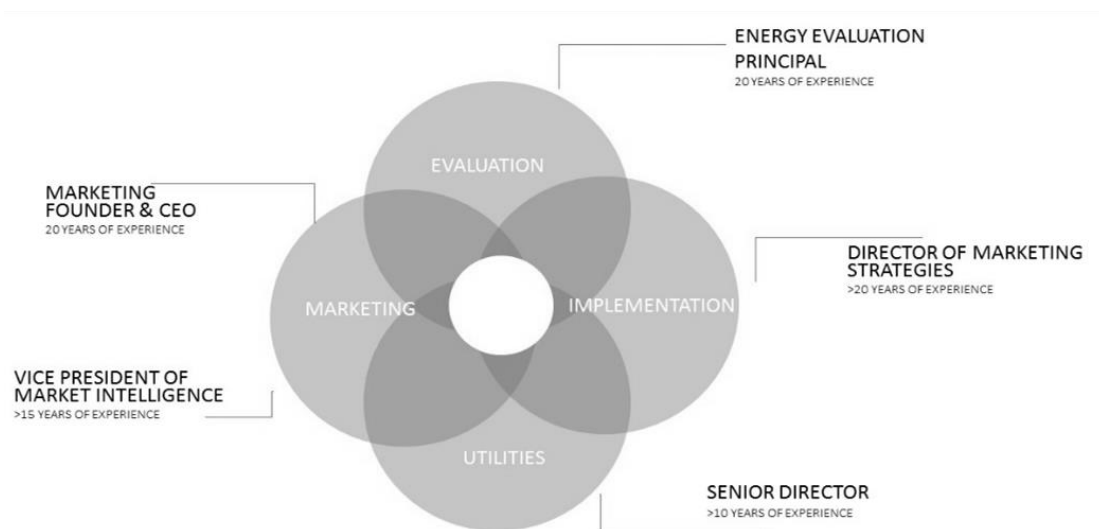 ENERGY EVALUATION
PRINCIPAL
20 YEARS OF EXPERIENCE
EVALUATION
MARKETING
FOUNDER & CEO
20 YEARS OF EXPERIENCE
DIRECTOR OF MARKETING
STRATEGIES
>20 YEARS OF EXPERIENCE
MARKETING
IMPLEMENTATION
VICE PRESIDENT OF
MARKET INTELLIGENCE
>15 YEARS OF EXPERIENCE
UTILITIES
SENIOR DIRECTOR
>10 YEARS OF EXPERIENCE